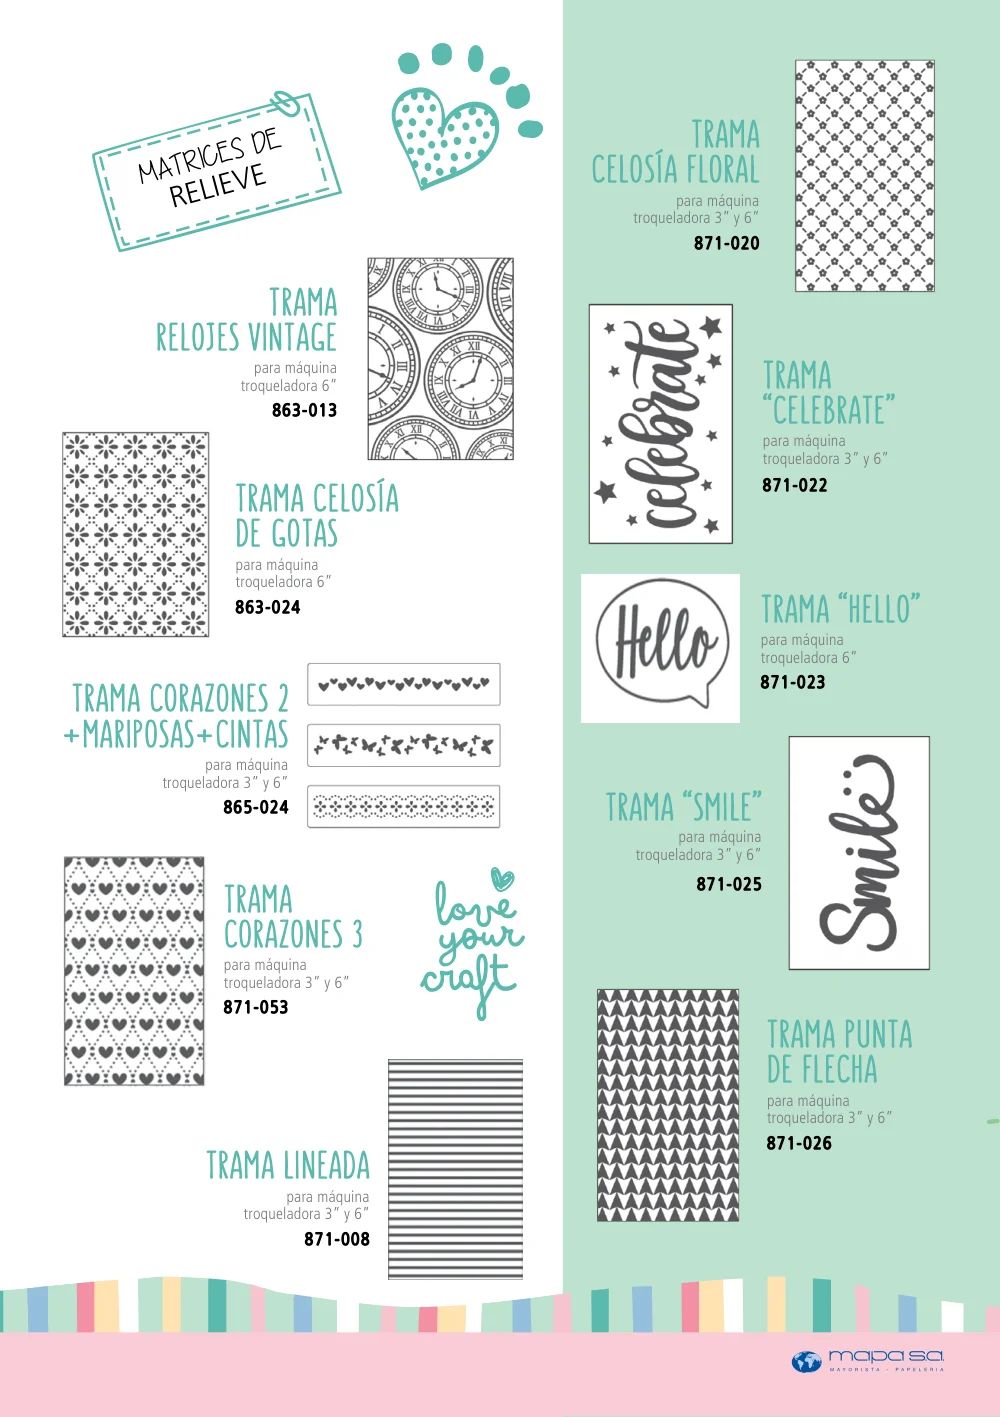 MATRICES DE
RELIEVE
TRAMA
RELOJES VINTAGE
para máquina
troqueladora 6”
863-013
TRAMA CELOSÍA
DE GOTAS
para máquina
troqueladora 6”
863-024
TRAMA CORAZONES 2
+MARIPOSAS+CINTAS
para máquina
troqueladora 3” y 6”
865-024
TRAMA
CORAZONES 3
para máquina
troqueladora 3” y 6”
871-053
love
your
craft
TRAMA LINEADA
para máquina
troqueladora 3” y 6”
871-008
TRAMA
CELOSÍA FLORAL
para máquina
troqueladora 3” y 6”
871-020
celebrate
TRAMA
“CELEBRATE”
para máquina
troqueladora 3” y 6”
871-022
Hello
TRAMA “HELLO”
para máquina
troqueladora 6”
871-023
TRAMA “SMILE”
para máquina
troqueladora 3” y 6”
871-025
Smile
TRAMA PUNTA
DE FLECHA
para máquina
troqueladora 3” y 6”
871-026
mapa sa.
MAYORISTA - PAPELERIA